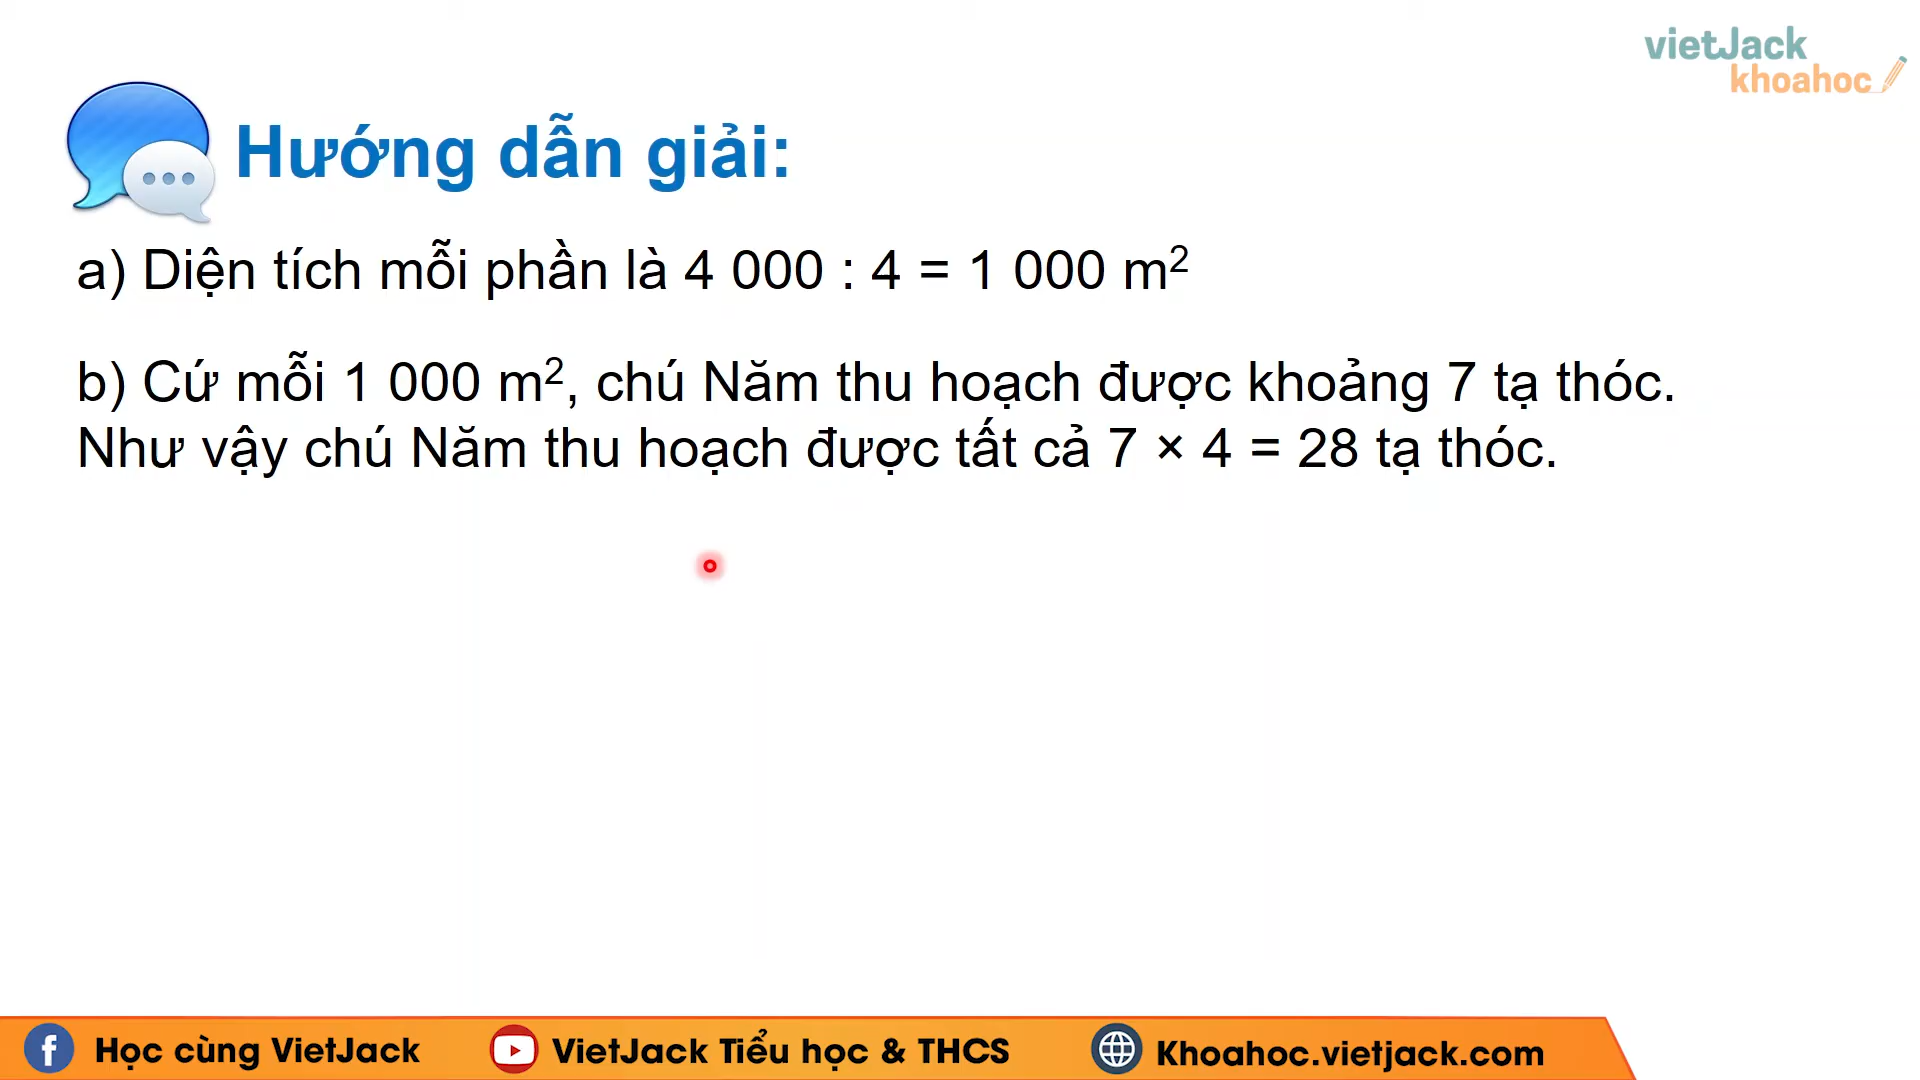 vietJack
khoahoc
Hướng dẫn giải:
a) Diện tích mỗi phần là 4 000 : 4 = 1 000 m²
b) Cứ mỗi 1 000 m², chú Năm thu hoạch được khoảng 7 tạ thóc.
Như vậy chú Năm thu hoạch được tất cả 7 × 4 = 28 tạ thóc.
Học cùng VietJack
VietJack Tiểu học & THCS
Khoahoc.vietjack.com